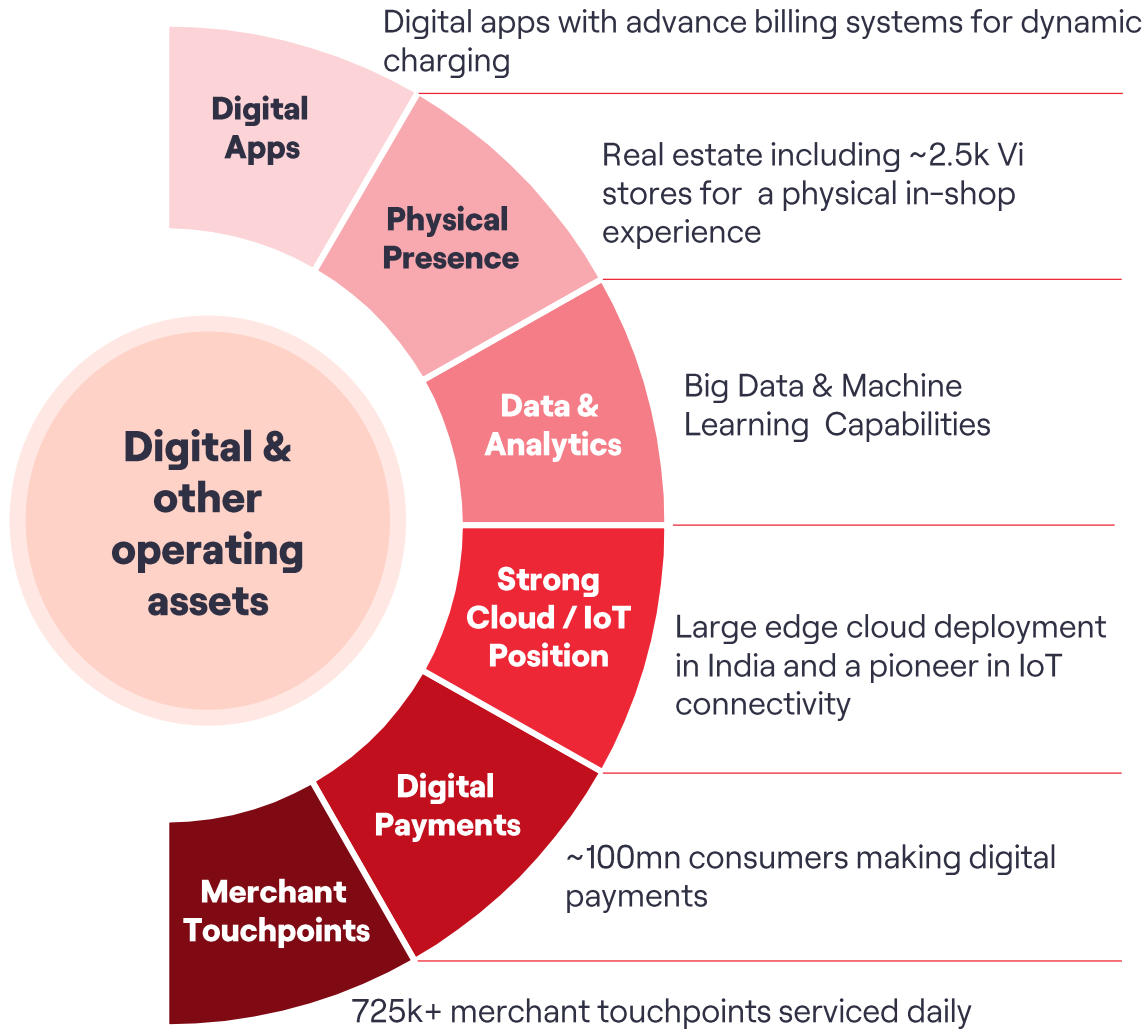 Digital apps with advance billing systems for dynamic
charging
Digital
Apps
Real estate including ~2.5k Vi
stores for a physical in-shop
experience
Physical
Presence
Big Data & Machine
Learning Capabilities
Data &
Analytics
Digital &
other
operating
assets
Strong
Cloud / IoT
Position
Large edge cloud deployment
in India and a pioneer in IoT
connectivity
Digital
Payments
~100mn consumers making digital
payments
Merchant
Touchpoints
725k+ merchant touchpoints serviced daily